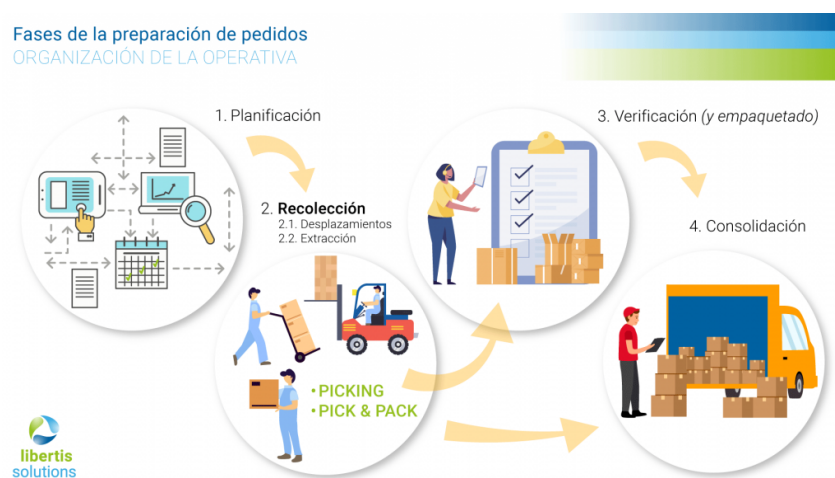 Fases de la preparación de pedidos
ORGANIZACIÓN DE LA OPERATIVA
1. Planificación
2. Recolección
2.1. Desplazamientos
2.2. Extracción
• PICKING
• PICK & PACK
3. Verificación (y empaquetado)
4. Consolidación
libertis
solutions